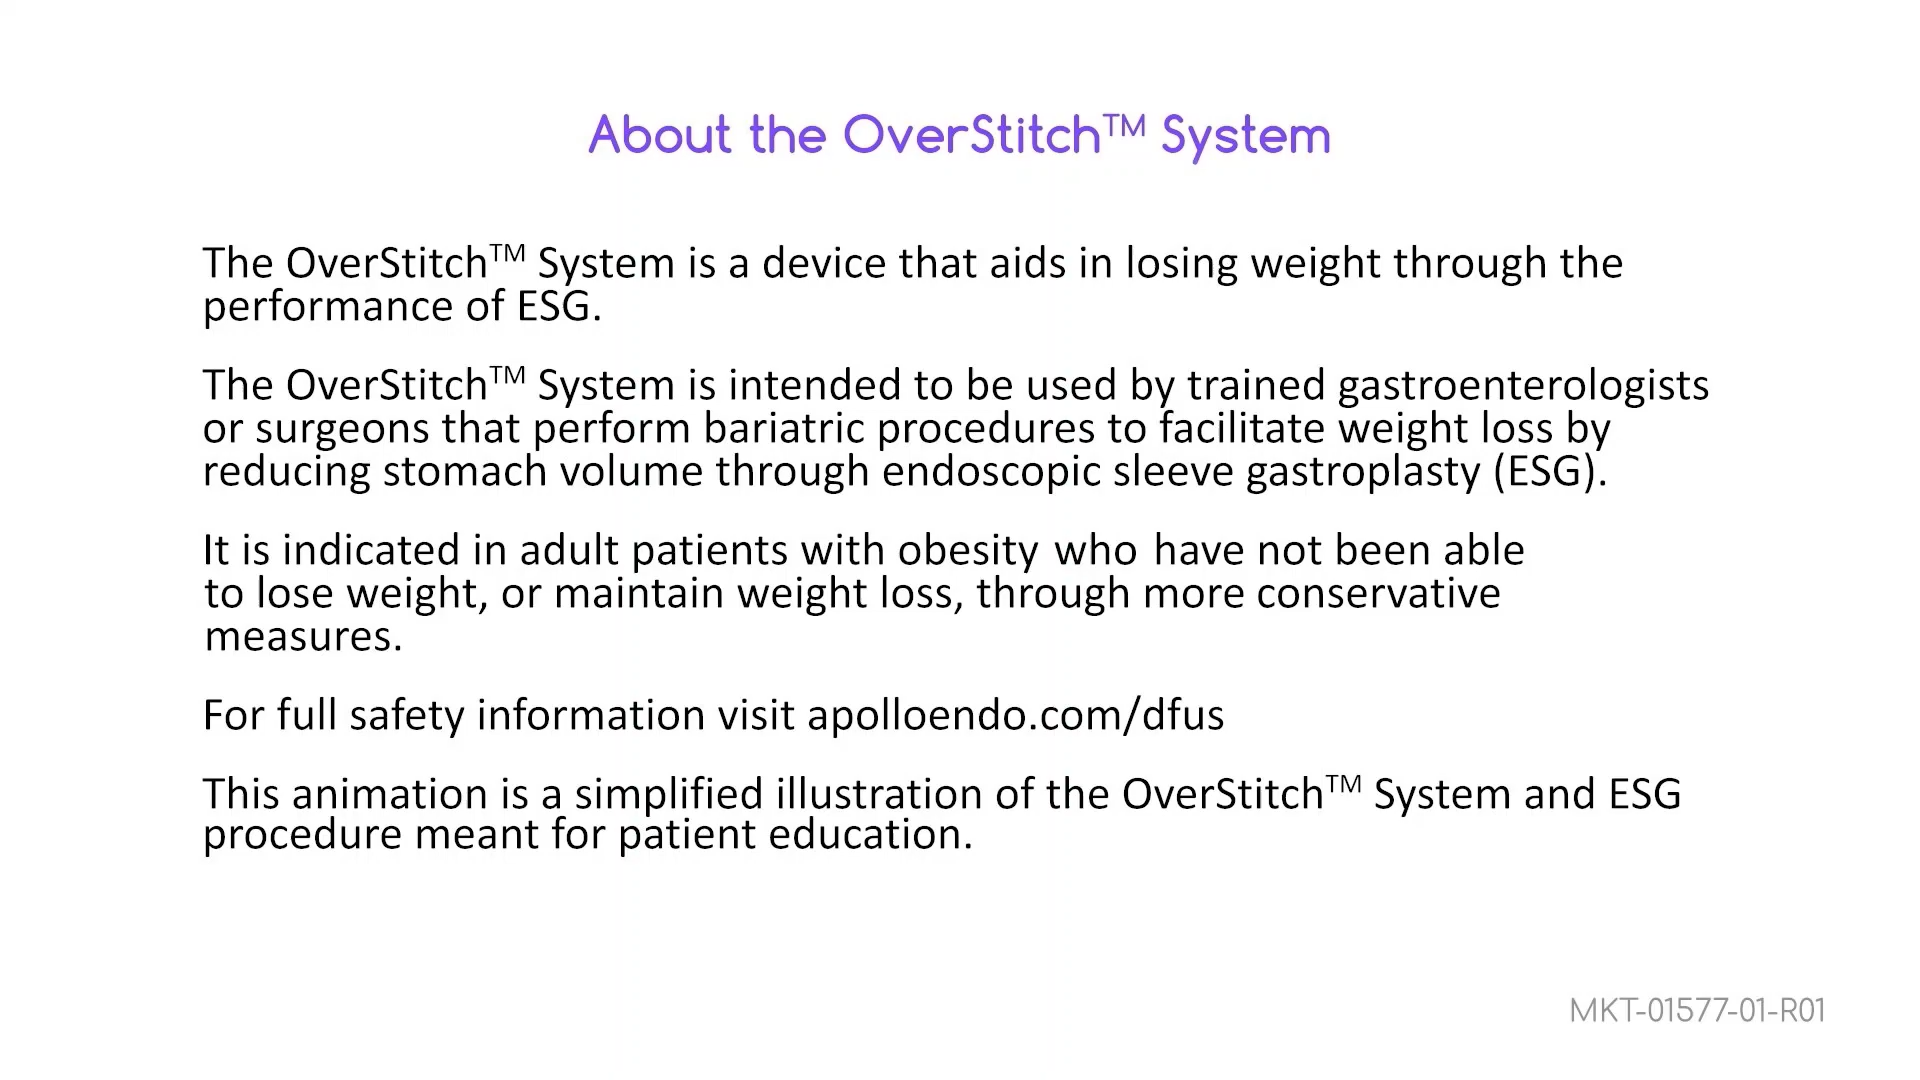 About the OverStitch™ System
The OverStitch™ System is a device that aids in losing weight through the
performance of ESG.
The OverStitch™ System is intended to be used by trained gastroenterologists
or surgeons that perform bariatric procedures to facilitate weight loss by
reducing stomach volume through endoscopic sleeve gastroplasty (ESG).
It is indicated in adult patients with obesity who have not been able
to lose weight, or maintain weight loss, through more conservative
measures.
For full safety information visit apolloendo.com/dfus
This animation is a simplified illustration of the OverStitch™ System and ESG
procedure meant for patient education.
MKT-01577-01-R01